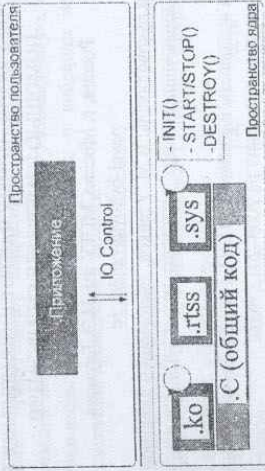 Пространство пользователя
Приложение
IO Control
- INIT()
- START/STOP()
- DESTROY()
.ko
.rtss
.sys
.C (общий код)
Пространство ядра